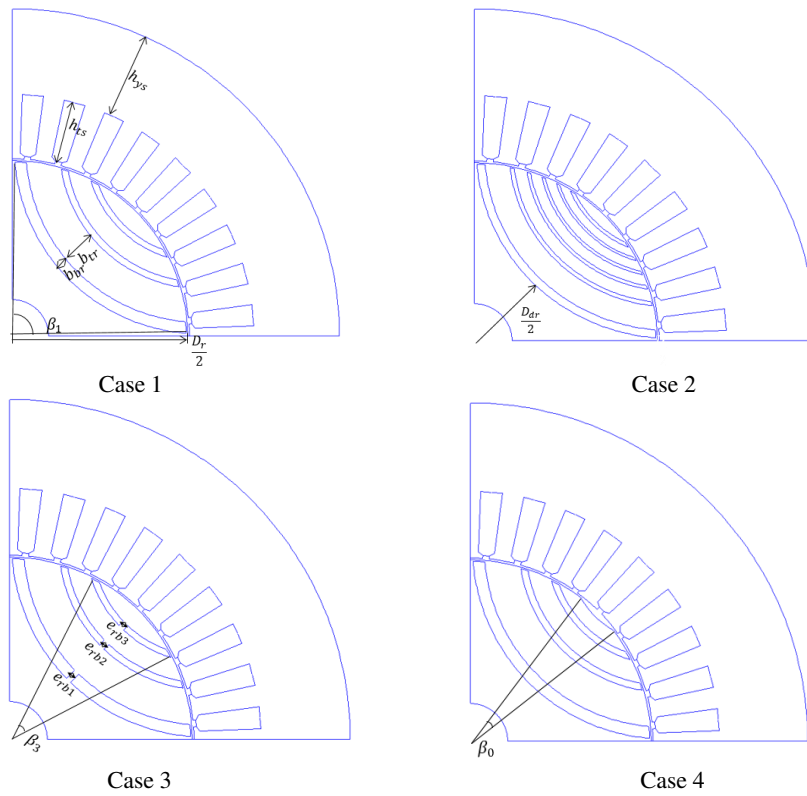 h_ys
h_ts
b_tr
b_br
β_1
D_r/2
D_dr/2
Case 1
Case 2
e_rb3
e_rb2
e_rb1
β_3
β_0
Case 3
Case 4